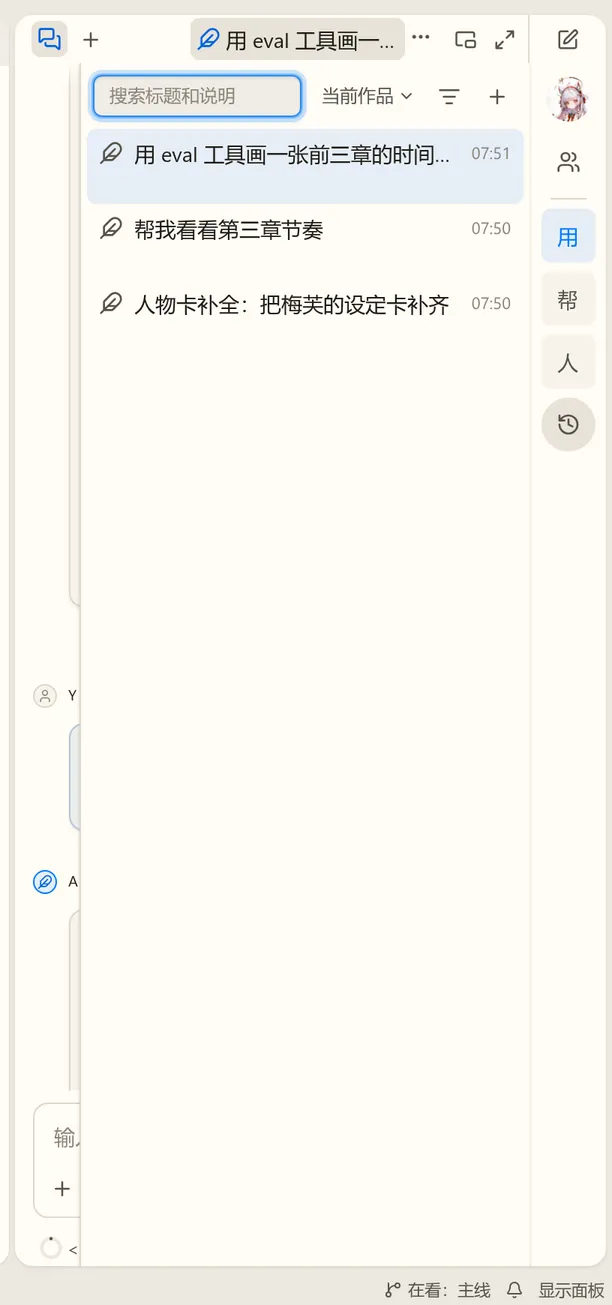 用 eval 工具画一...
搜索标题和说明
当前作品
用 eval 工具画一张前三章的时间... 07:51
帮我看看第三章节奏 07:50
人物卡补全：把梅芙的设定卡补齐 07:50
用
帮
人
Y
A
输
<
在看：主线 显示面板